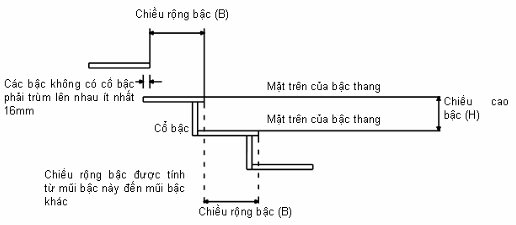 Chiều rộng bậc (B)
Các bậc không có cổ bậc
phải trùm lên nhau ít nhất
16mm
Mặt trên của bậc thang
Chiều cao
bậc (H)
Cổ bậc
Mặt trên của bậc thang
Chiều rộng bậc được tính
từ mũi bậc này đến mũi bậc
khác
Chiều rộng bậc (B)